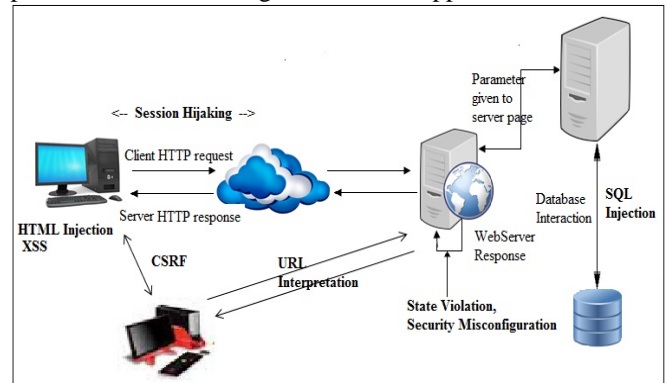 <-- Session Hijaking -->
Client HTTP request
Server HTTP response
HTML Injection
XSS
CSRF
URL
Interpretation
Parameter
given to
server page
WebServer
Response
State Violation,
Security Misconfiguration
Database
Interaction
SQL
Injection